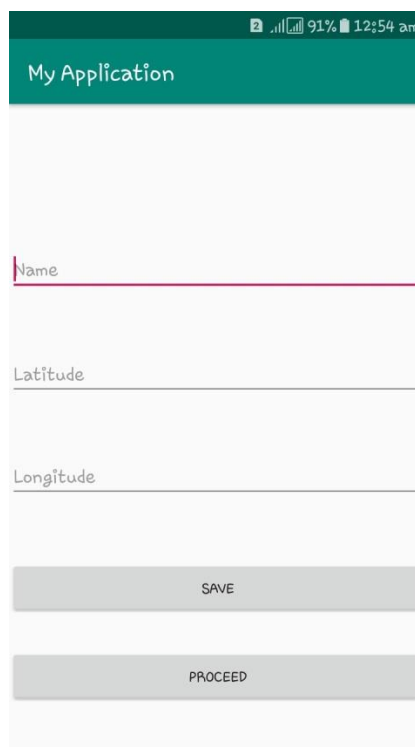 2 91% 12:54 am
My Application
Name
Latitude
Longitude
SAVE
PROCEED